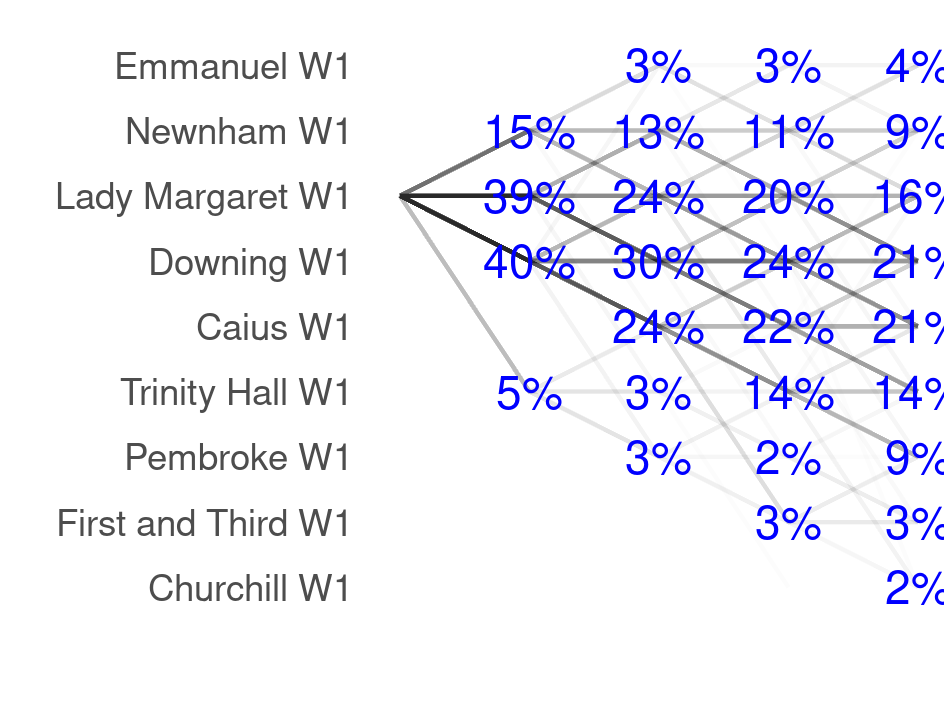 Emmanuel W1 3% 3% 4%
Newnham W1 15% 13% 11% 9%
Lady Margaret W1 39% 24% 20% 16%
Downing W1 40% 30% 24% 21%
Caius W1 24% 22% 21%
Trinity Hall W1 5% 3% 14% 14%
Pembroke W1 3% 2% 9%
First and Third W1 3% 3%
Churchill W1 2%